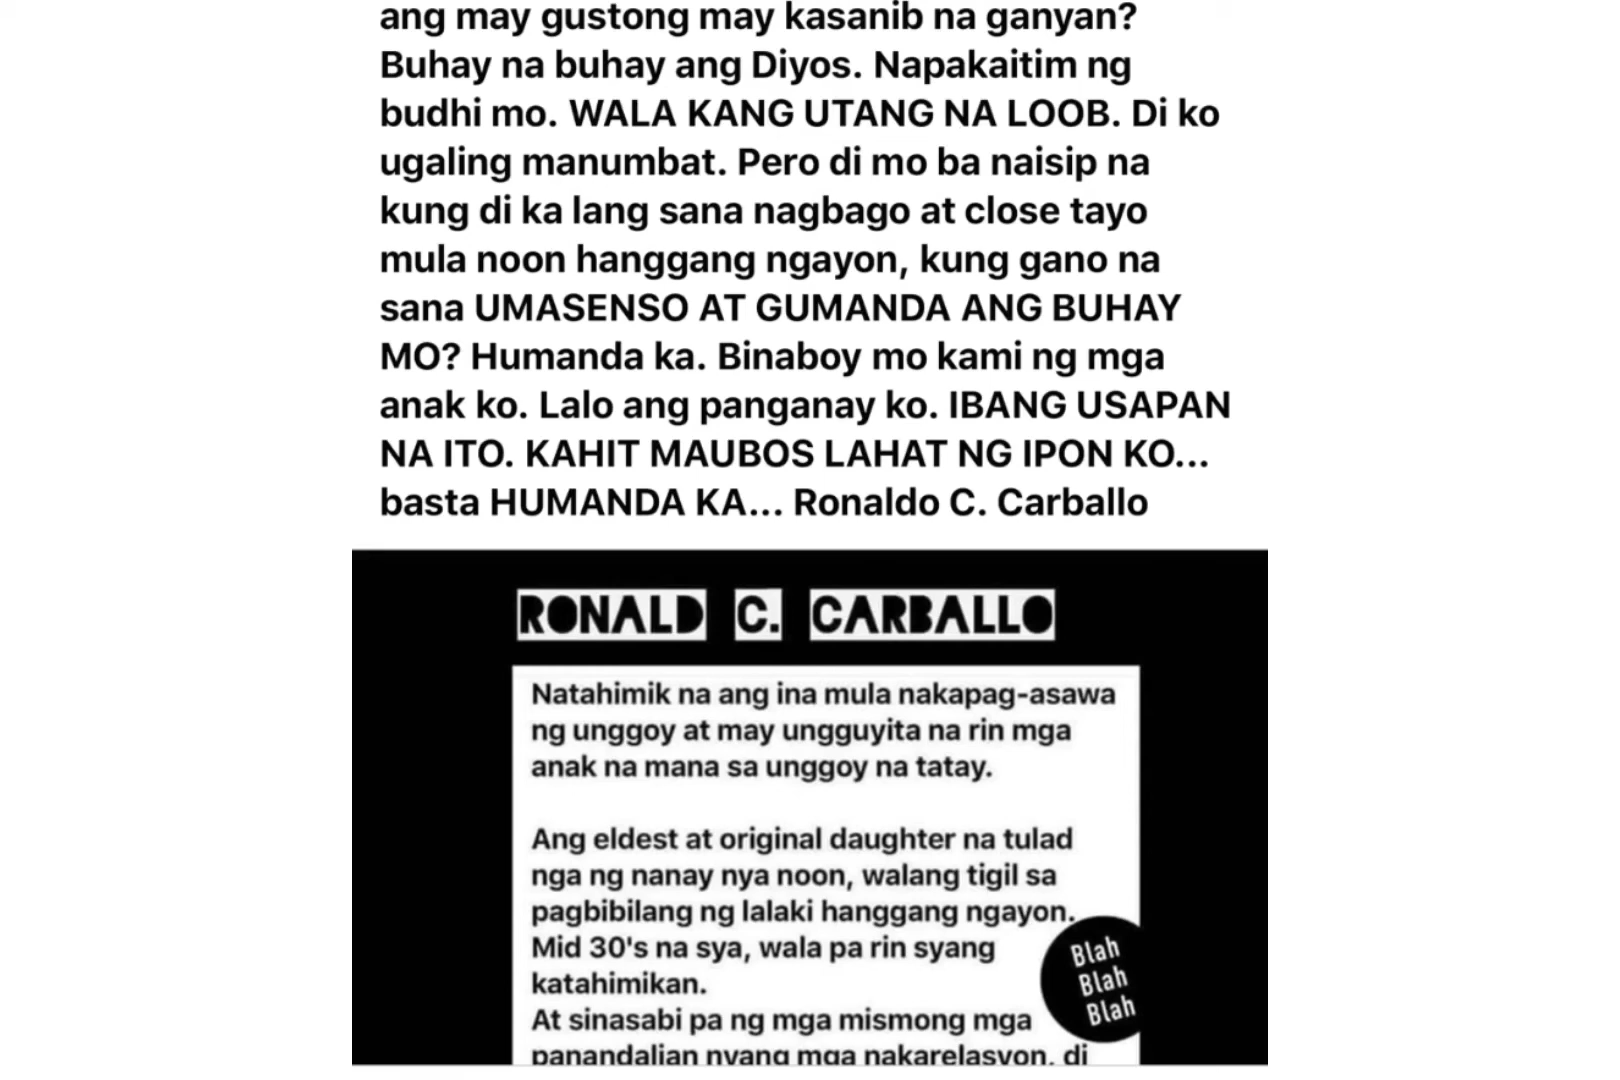 ang may gustong may kasanib na ganyan?
Buhay na buhay ang Diyos. Napakaitim ng
budhi mo. WALA KANG UTANG NA LOOB. Di ko
ugaling manumbat. Pero di mo ba naisip na
kung di ka lang sana nagbago at close tayo
mula noon hanggang ngayon, kung gano na
sana UMASENSO AT GUMANDA ANG BUHAY
MO? Humanda ka. Binaboy mo kami ng mga
anak ko. Lalo ang panganay ko. IBANG USAPAN
NA ITO. KAHIT MAUBOS LAHAT NG IPON KO...
basta HUMANDA KA... Ronaldo C. Carballo
RONALD C. CARBALLO
Natahimik na ang ina mula nakapag-asawa
ng unggoy at may ungguyita na rin mga
anak na mana sa unggoy na tatay.
Ang eldest at original daughter na tulad
nga ng nanay nya noon, walang tigil sa
pagbibilang ng lalaki hanggang ngayon.
Mid 30's na sya, wala pa rin syang
katahimikan.
At sinasabi pa ng mga mismong mga
panandalian nyang mga nakarelasyon, di
Blah
Blah
Blah